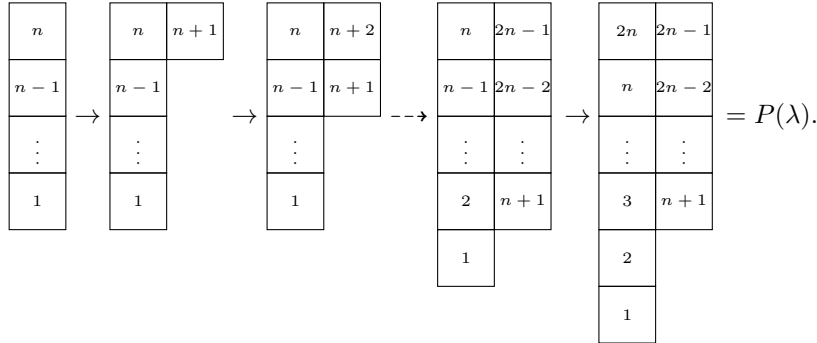 n n + 1 n n + 2 n 2n − 1 2n 2n − 1
n − 1 → n − 1 → n − 1 n + 1 ⇢ n − 1 2n − 2 → n 2n − 2 = P(λ).
⋮ ⋮ ⋮ ⋮ ⋮ ⋮ ⋮
1 1 1 2 n + 1 3 n + 1
1 2
1